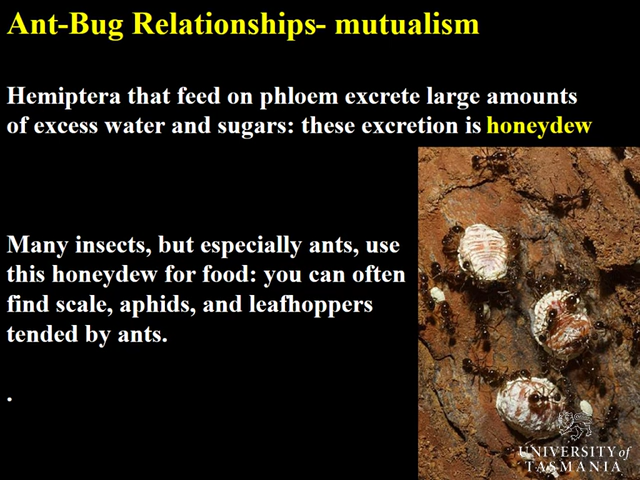 Ant-Bug Relationships- mutualism
Hemiptera that feed on phloem excrete large amounts
of excess water and sugars: these excretion is honeydew
Many insects, but especially ants, use
this honeydew for food: you can often
find scale, aphids, and leafhoppers
tended by ants.
.
UNIVERSITY of
TASMANIA